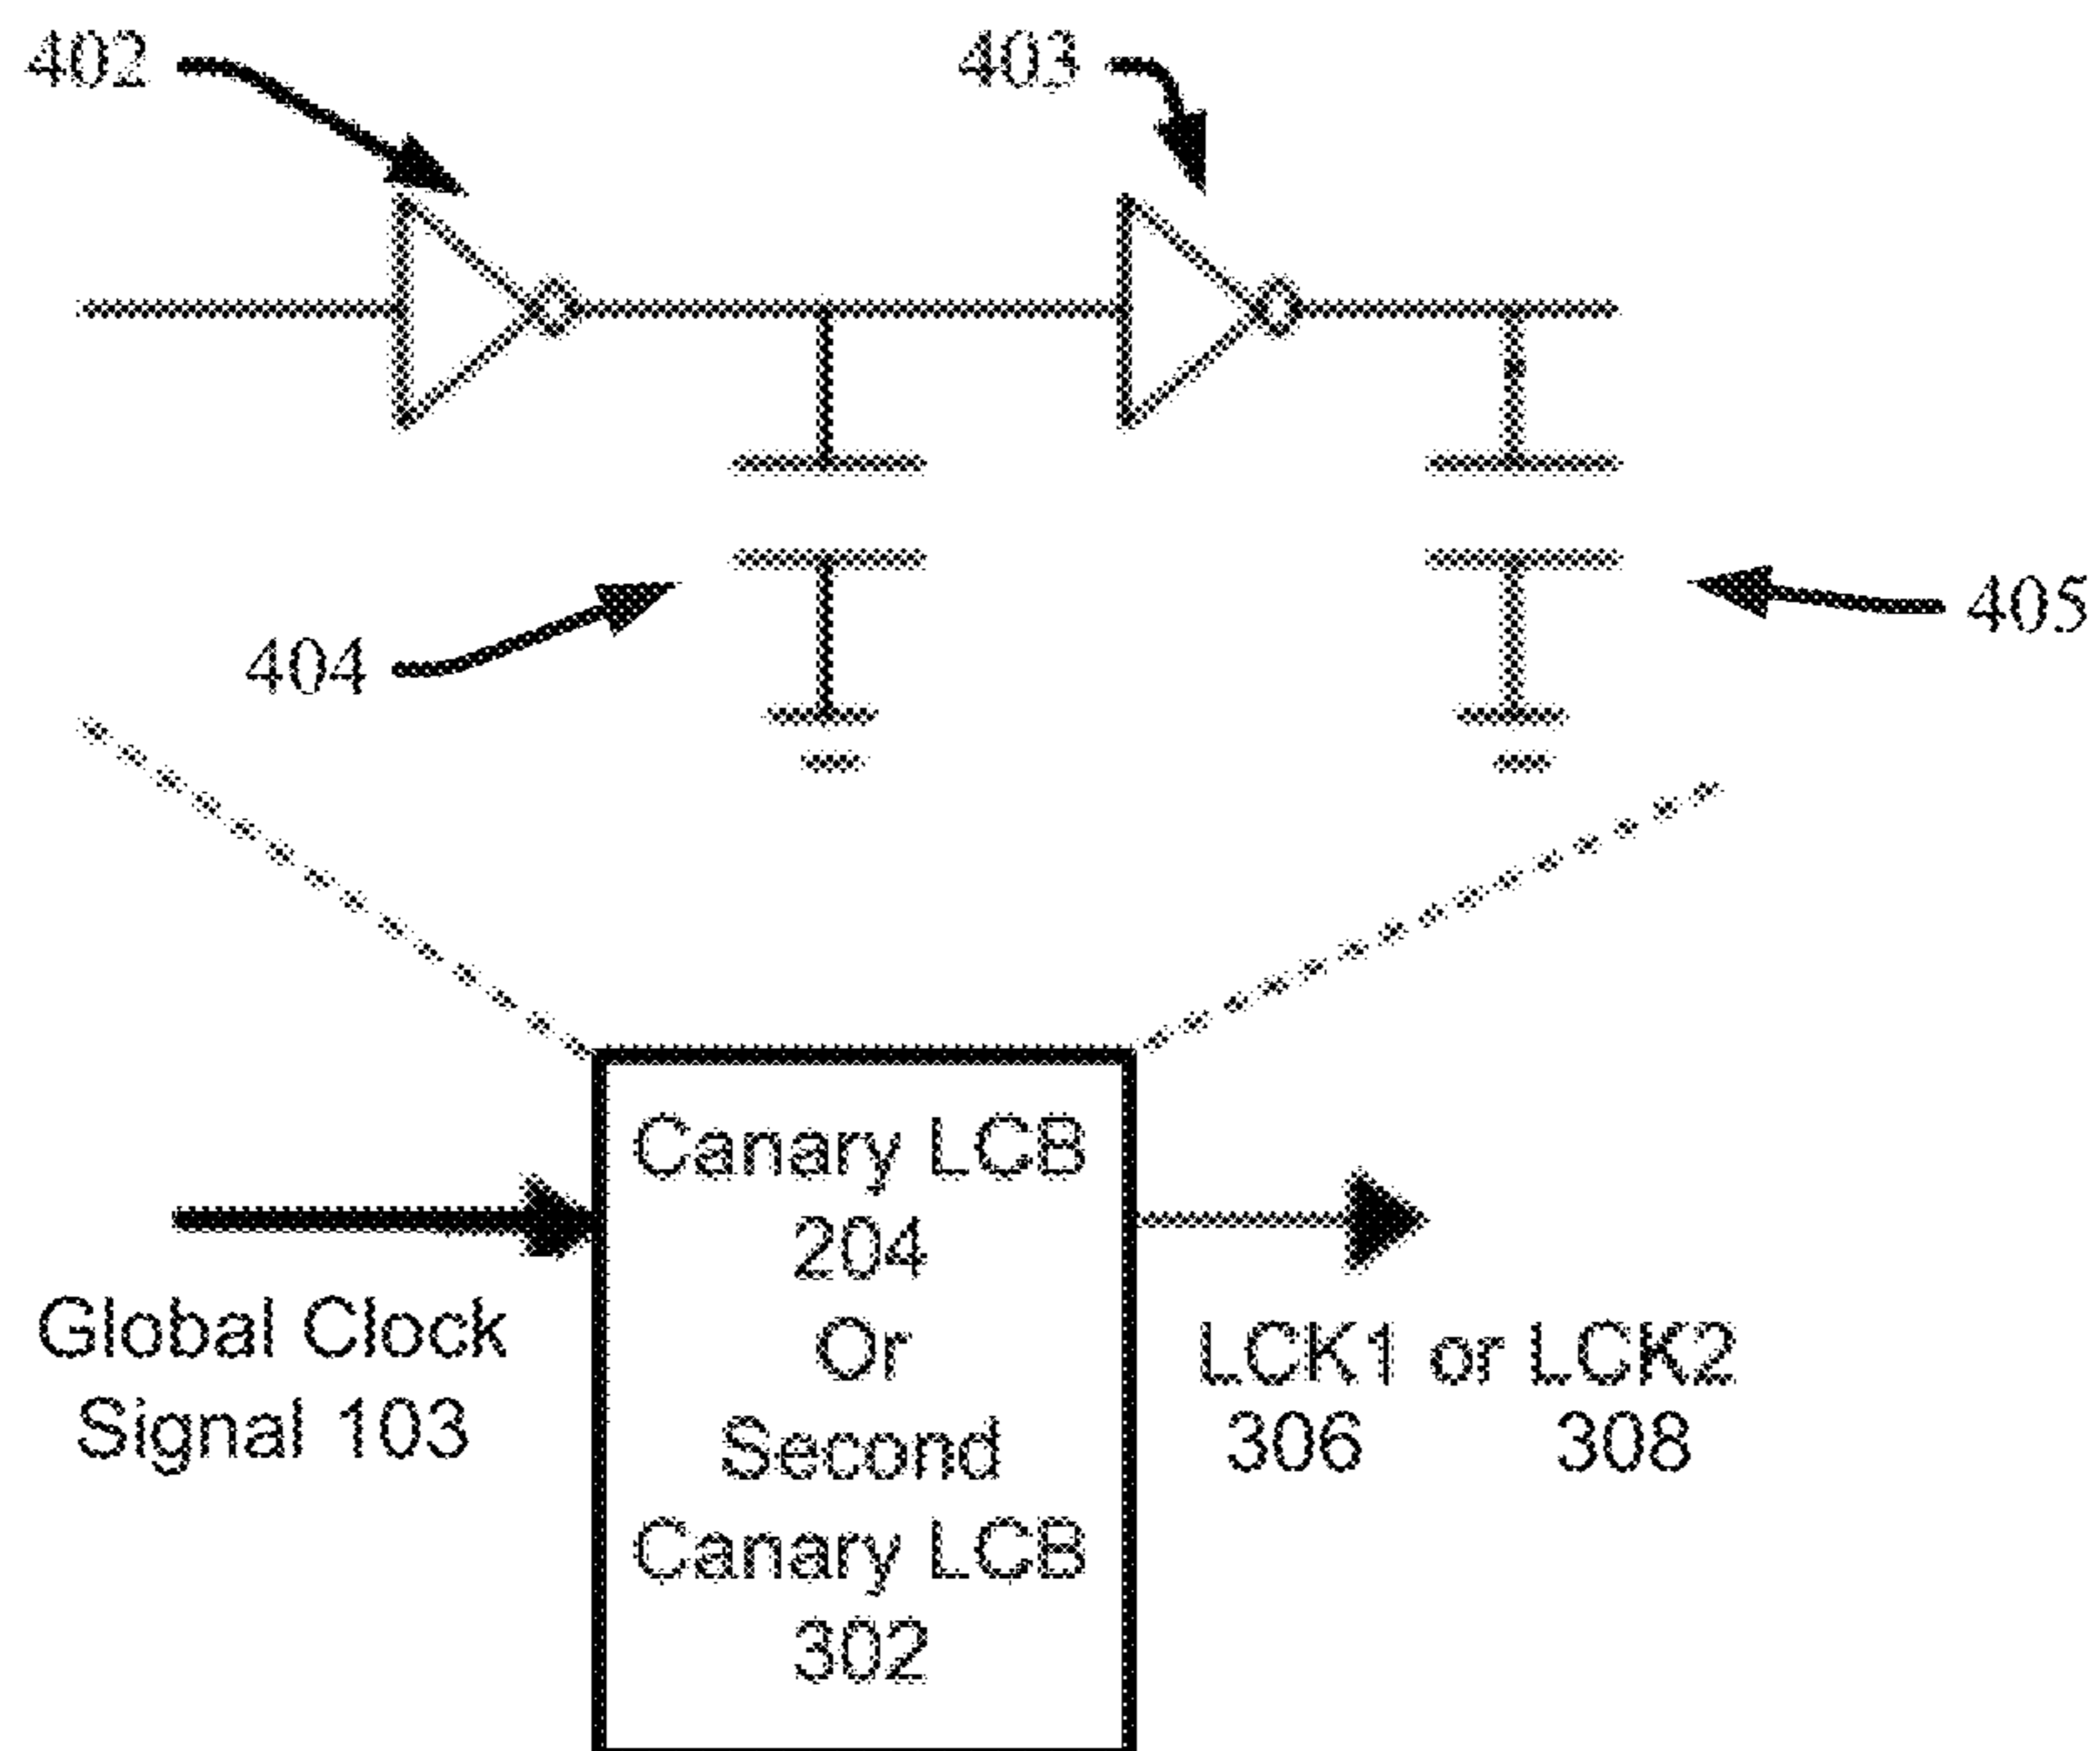 402
403
404
405
Canary LCB
204
Or
Second
Canary LCB
302
Global Clock
Signal 103
LCK1 or LCK2
306 308